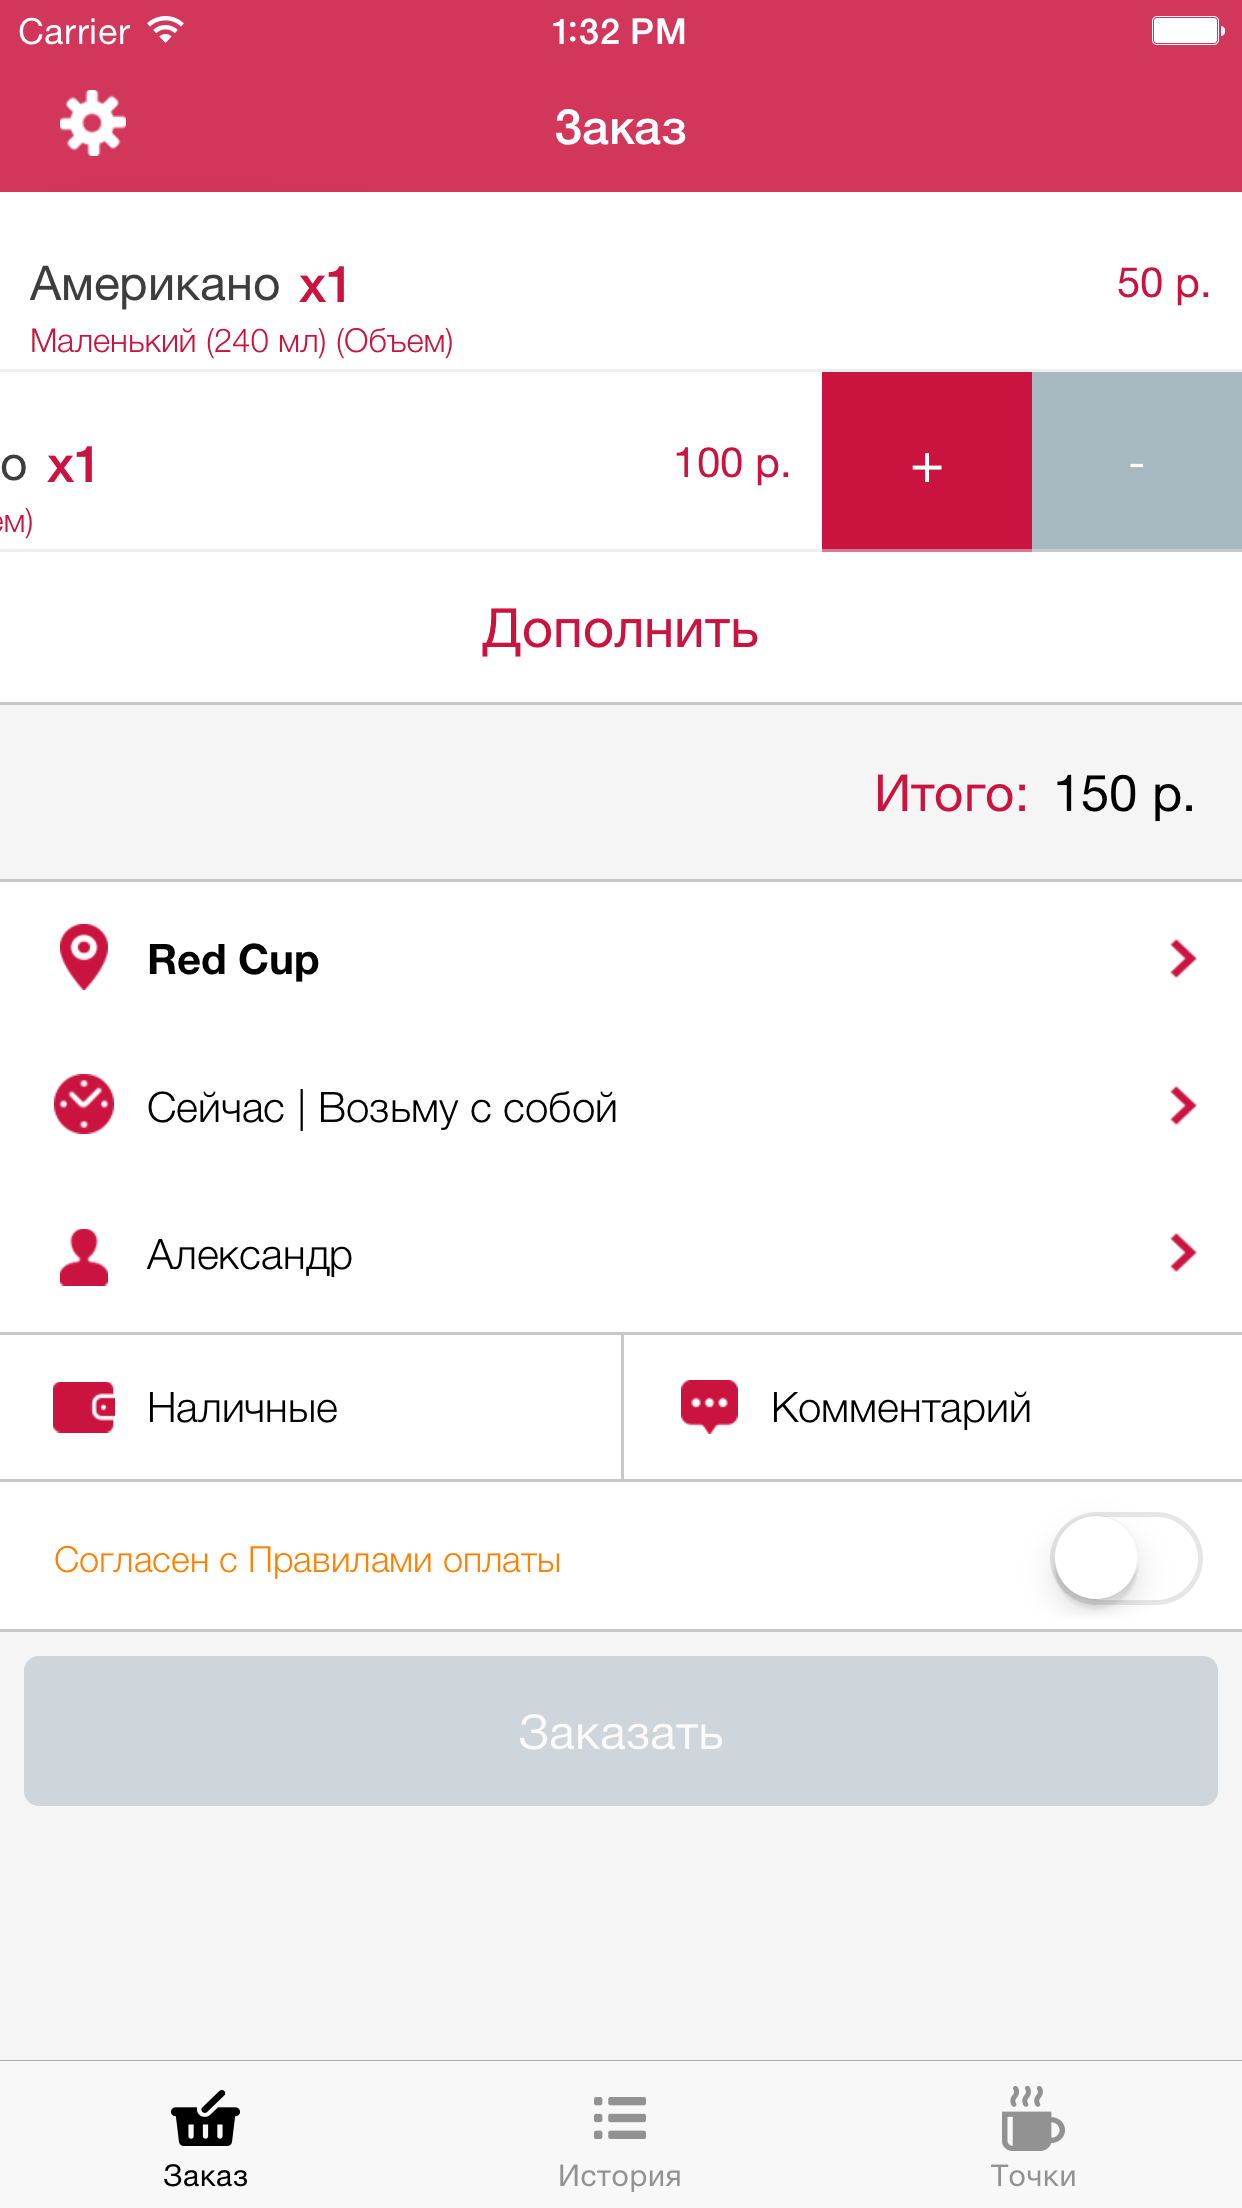 Carrier 1:32 PM
Заказ
Американо x1 50 р.
Маленький (240 мл) (Объем)
о x1 100 р. + -
ем)
Дополнить
Итого: 150 р.
Red Cup
Сейчас | Возьму с собой
Александр
Наличные Комментарий
Согласен с Правилами оплаты
Заказать
Заказ История Точки